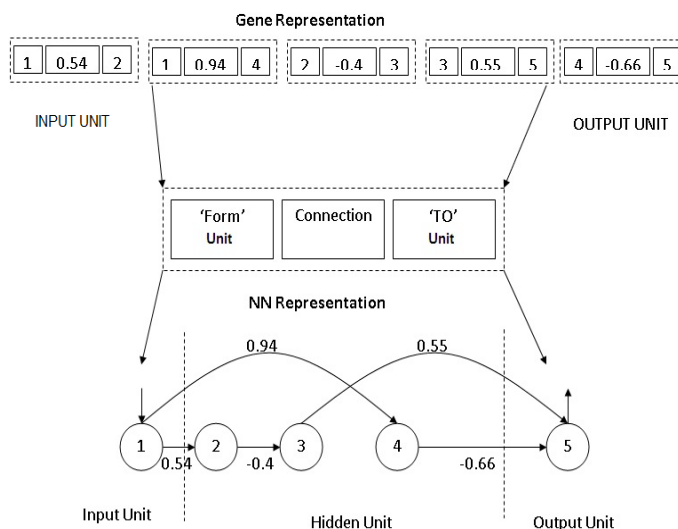 Gene Representation
1 0.54 2 1 0.94 4 2 -0.4 3 3 0.55 5 4 -0.66 5
INPUT UNIT OUTPUT UNIT
'Form' Connection 'TO'
Unit Unit
NN Representation
0.94 0.55
1 2 3 4 5
0.54 -0.4 -0.66
Input Unit Hidden Unit Output Unit